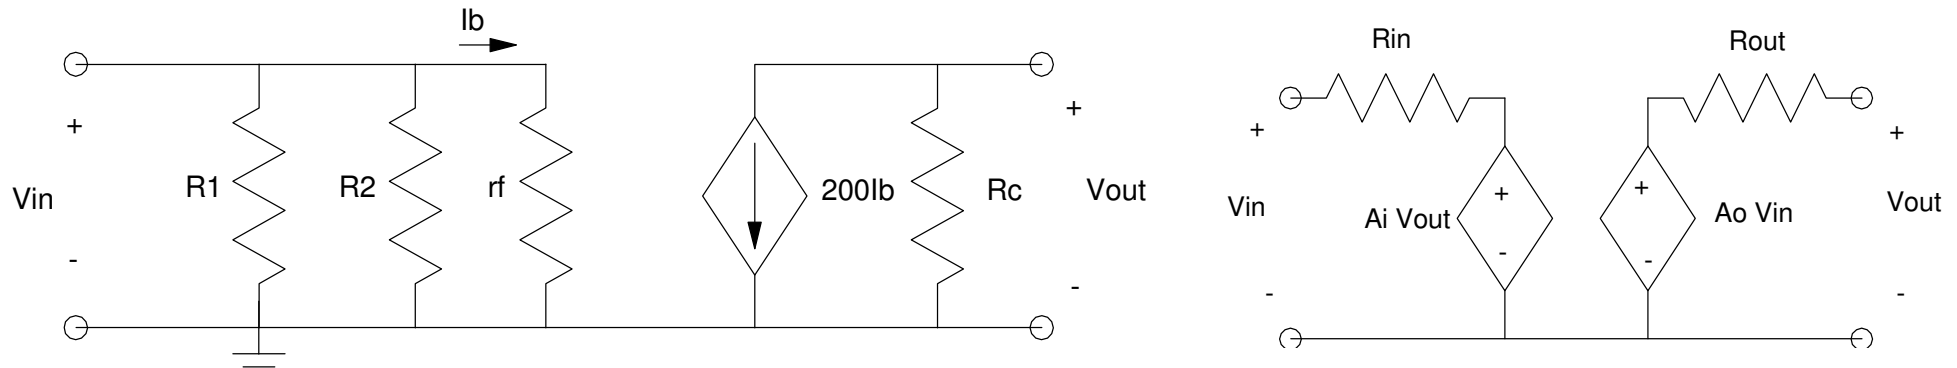 Ib
+
Vin
-
R1
R2
rf
200Ib
Rc
+
Vout
-
Rin
Rout
+
Vin
-
Ai Vout
+
-
+
-
Ao Vin
+
Vout
-